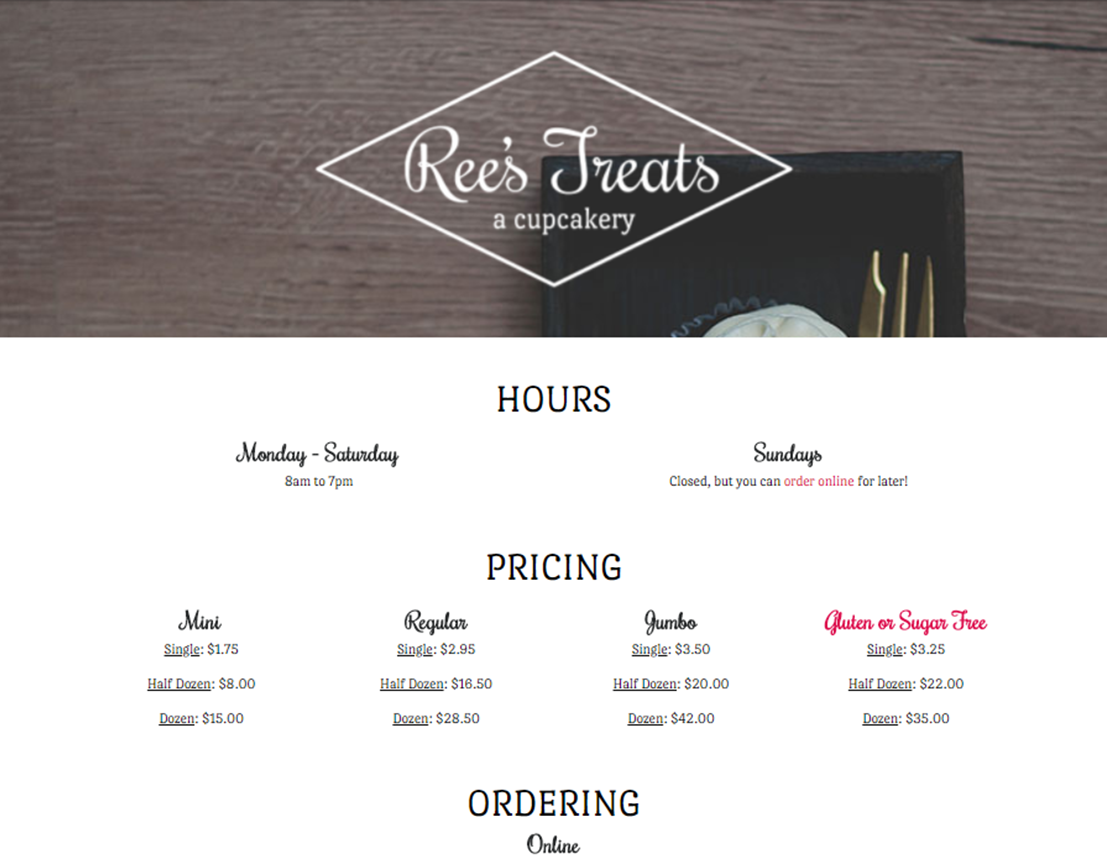 Ree's Treats
a cupcakery
HOURS
Monday - Saturday
8am to 7pm
Sundays
Closed, but you can order online for later!
PRICING
Mini
Single: $1.75
Half Dozen: $8.00
Dozen: $15.00
Regular
Single: $2.95
Half Dozen: $16.50
Dozen: $28.50
Jumbo
Single: $3.50
Half Dozen: $20.00
Dozen: $42.00
Gluten or Sugar Free
Single: $3.25
Half Dozen: $22.00
Dozen: $35.00
ORDERING
Online